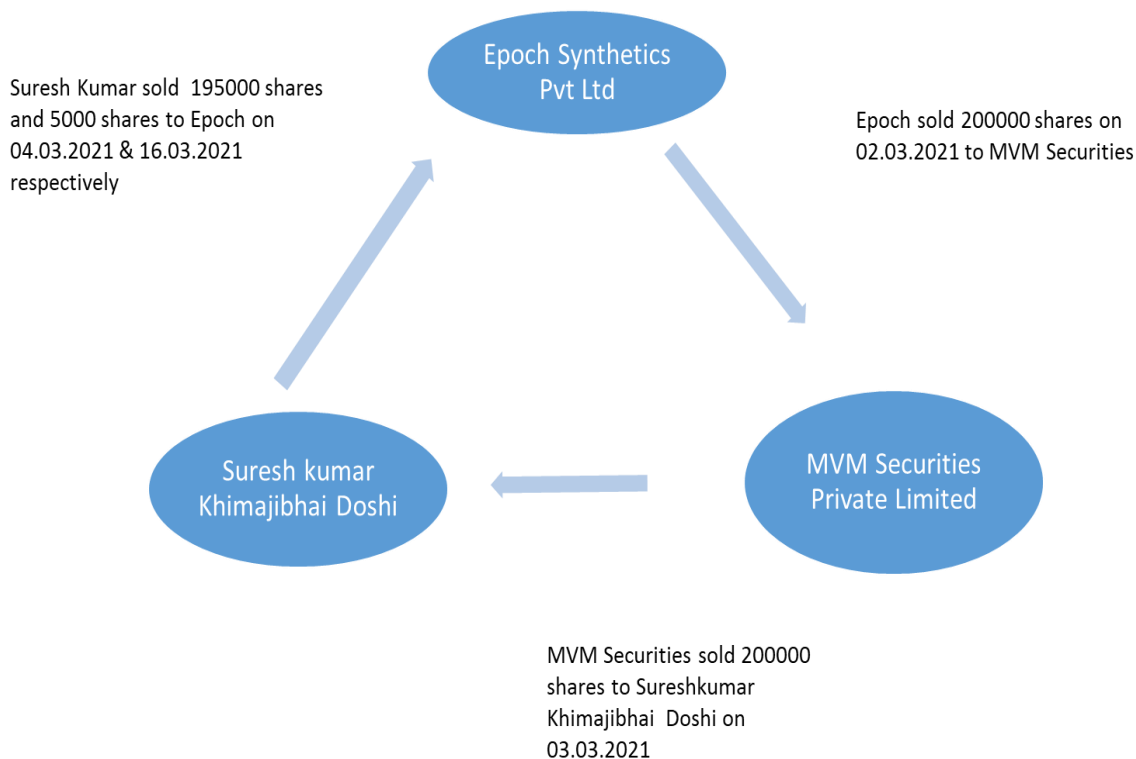 Epoch Synthetics
Pvt Ltd
Suresh Kumar sold  195000 shares
and 5000 shares to Epoch on
04.03.2021 & 16.03.2021
respectively
Epoch sold 200000 shares on
02.03.2021 to MVM Securities
Suresh kumar
Khimajibhai Doshi
MVM Securities
Private Limited
MVM Securities sold 200000
shares to Sureshkumar
Khimajibhai  Doshi on
03.03.2021